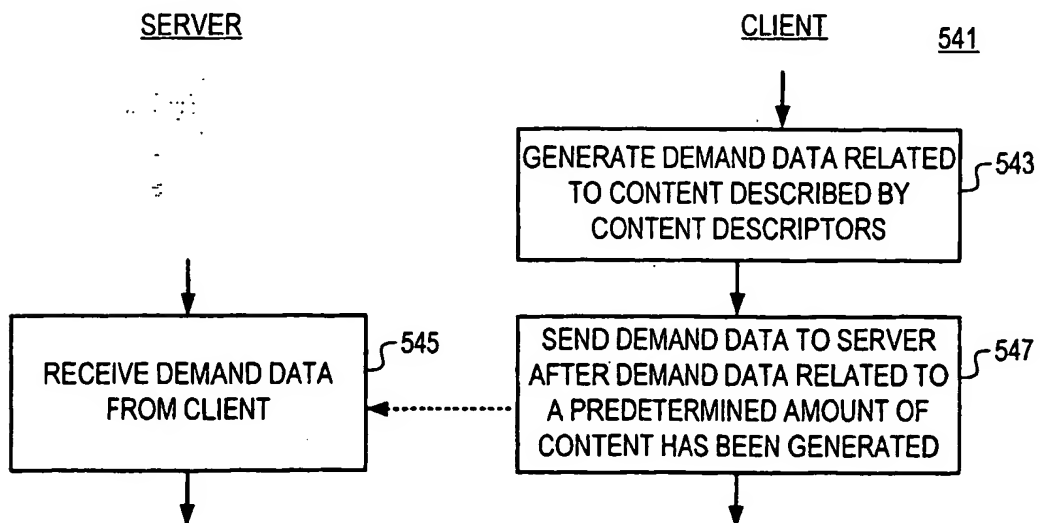 SERVER
CLIENT
541
GENERATE DEMAND DATA RELATED
TO CONTENT DESCRIBED BY
CONTENT DESCRIPTORS
543
RECEIVE DEMAND DATA
FROM CLIENT
545
SEND DEMAND DATA TO SERVER
AFTER DEMAND DATA RELATED TO
A PREDETERMINED AMOUNT OF
CONTENT HAS BEEN GENERATED
547